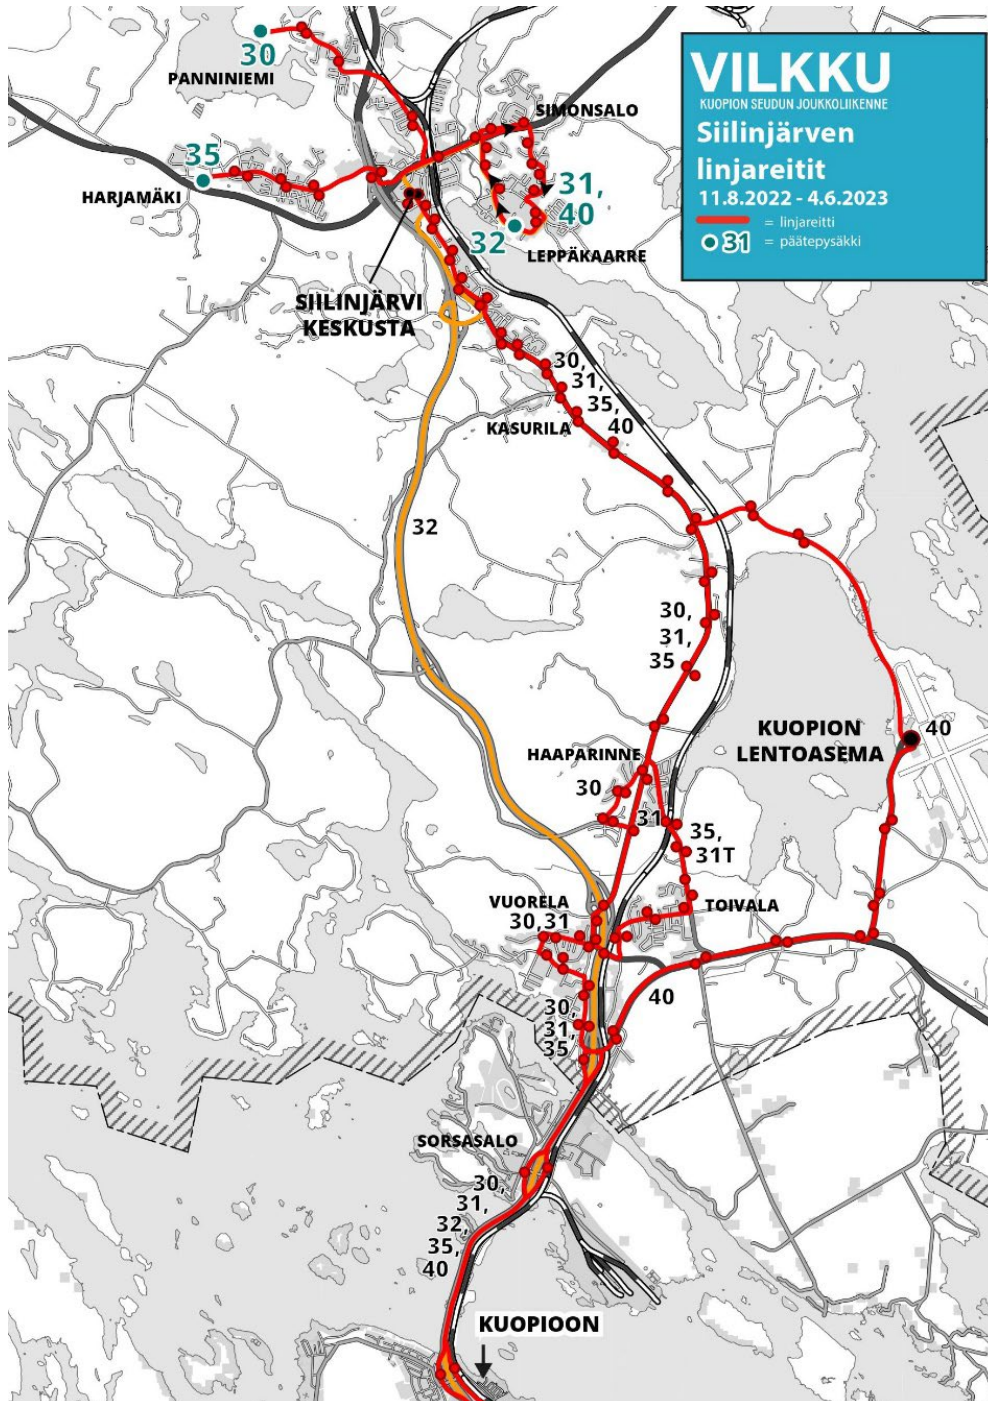 VILKKU
KUOPION SEUDUN JOUKKOLIIKENNE
Siilinjärven
linjareitit
11.8.2022 - 4.6.2023
= linjareitti
31 = päätepysäkki
30
PANNINIEMI
SIMONSALO
35
HARJAMÄKI
31,
40
32
LEPPÄKAARRE
SIILINJÄRVI
KESKUSTA
30,
31,
35,
40
KASURILA
32
30,
31,
35
KUOPION
LENTOASEMA
40
HAAPARINNE
30
31
35,
31T
VUORELA
30,31
TOIVALA
40
30,
31,
35
SORSASALO
30,
31,
32,
35,
40
KUOPIOON